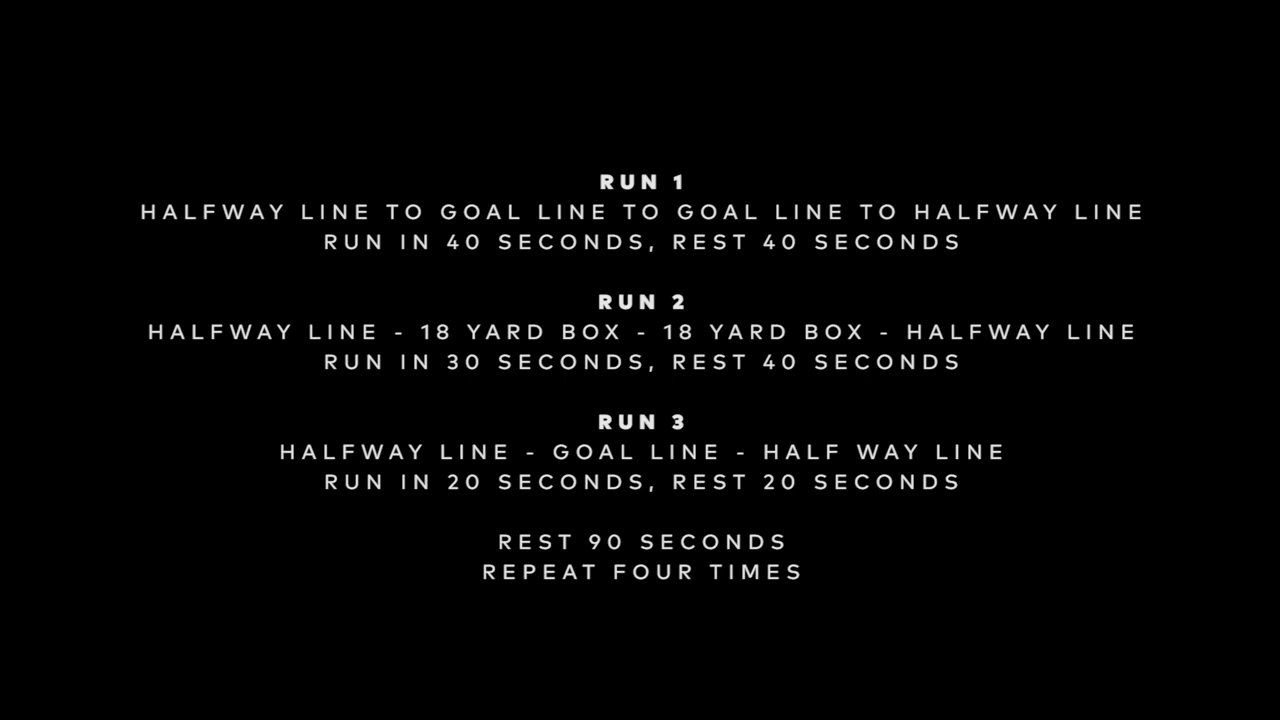 RUN 1
HALFWAY LINE TO GOAL LINE TO GOAL LINE TO HALFWAY LINE
RUN IN 40 SECONDS, REST 40 SECONDS
RUN 2
HALFWAY LINE - 18 YARD BOX - 18 YARD BOX - HALFWAY LINE
RUN IN 30 SECONDS, REST 40 SECONDS
RUN 3
HALFWAY LINE - GOAL LINE - HALF WAY LINE
RUN IN 20 SECONDS, REST 20 SECONDS
REST 90 SECONDS
REPEAT FOUR TIMES